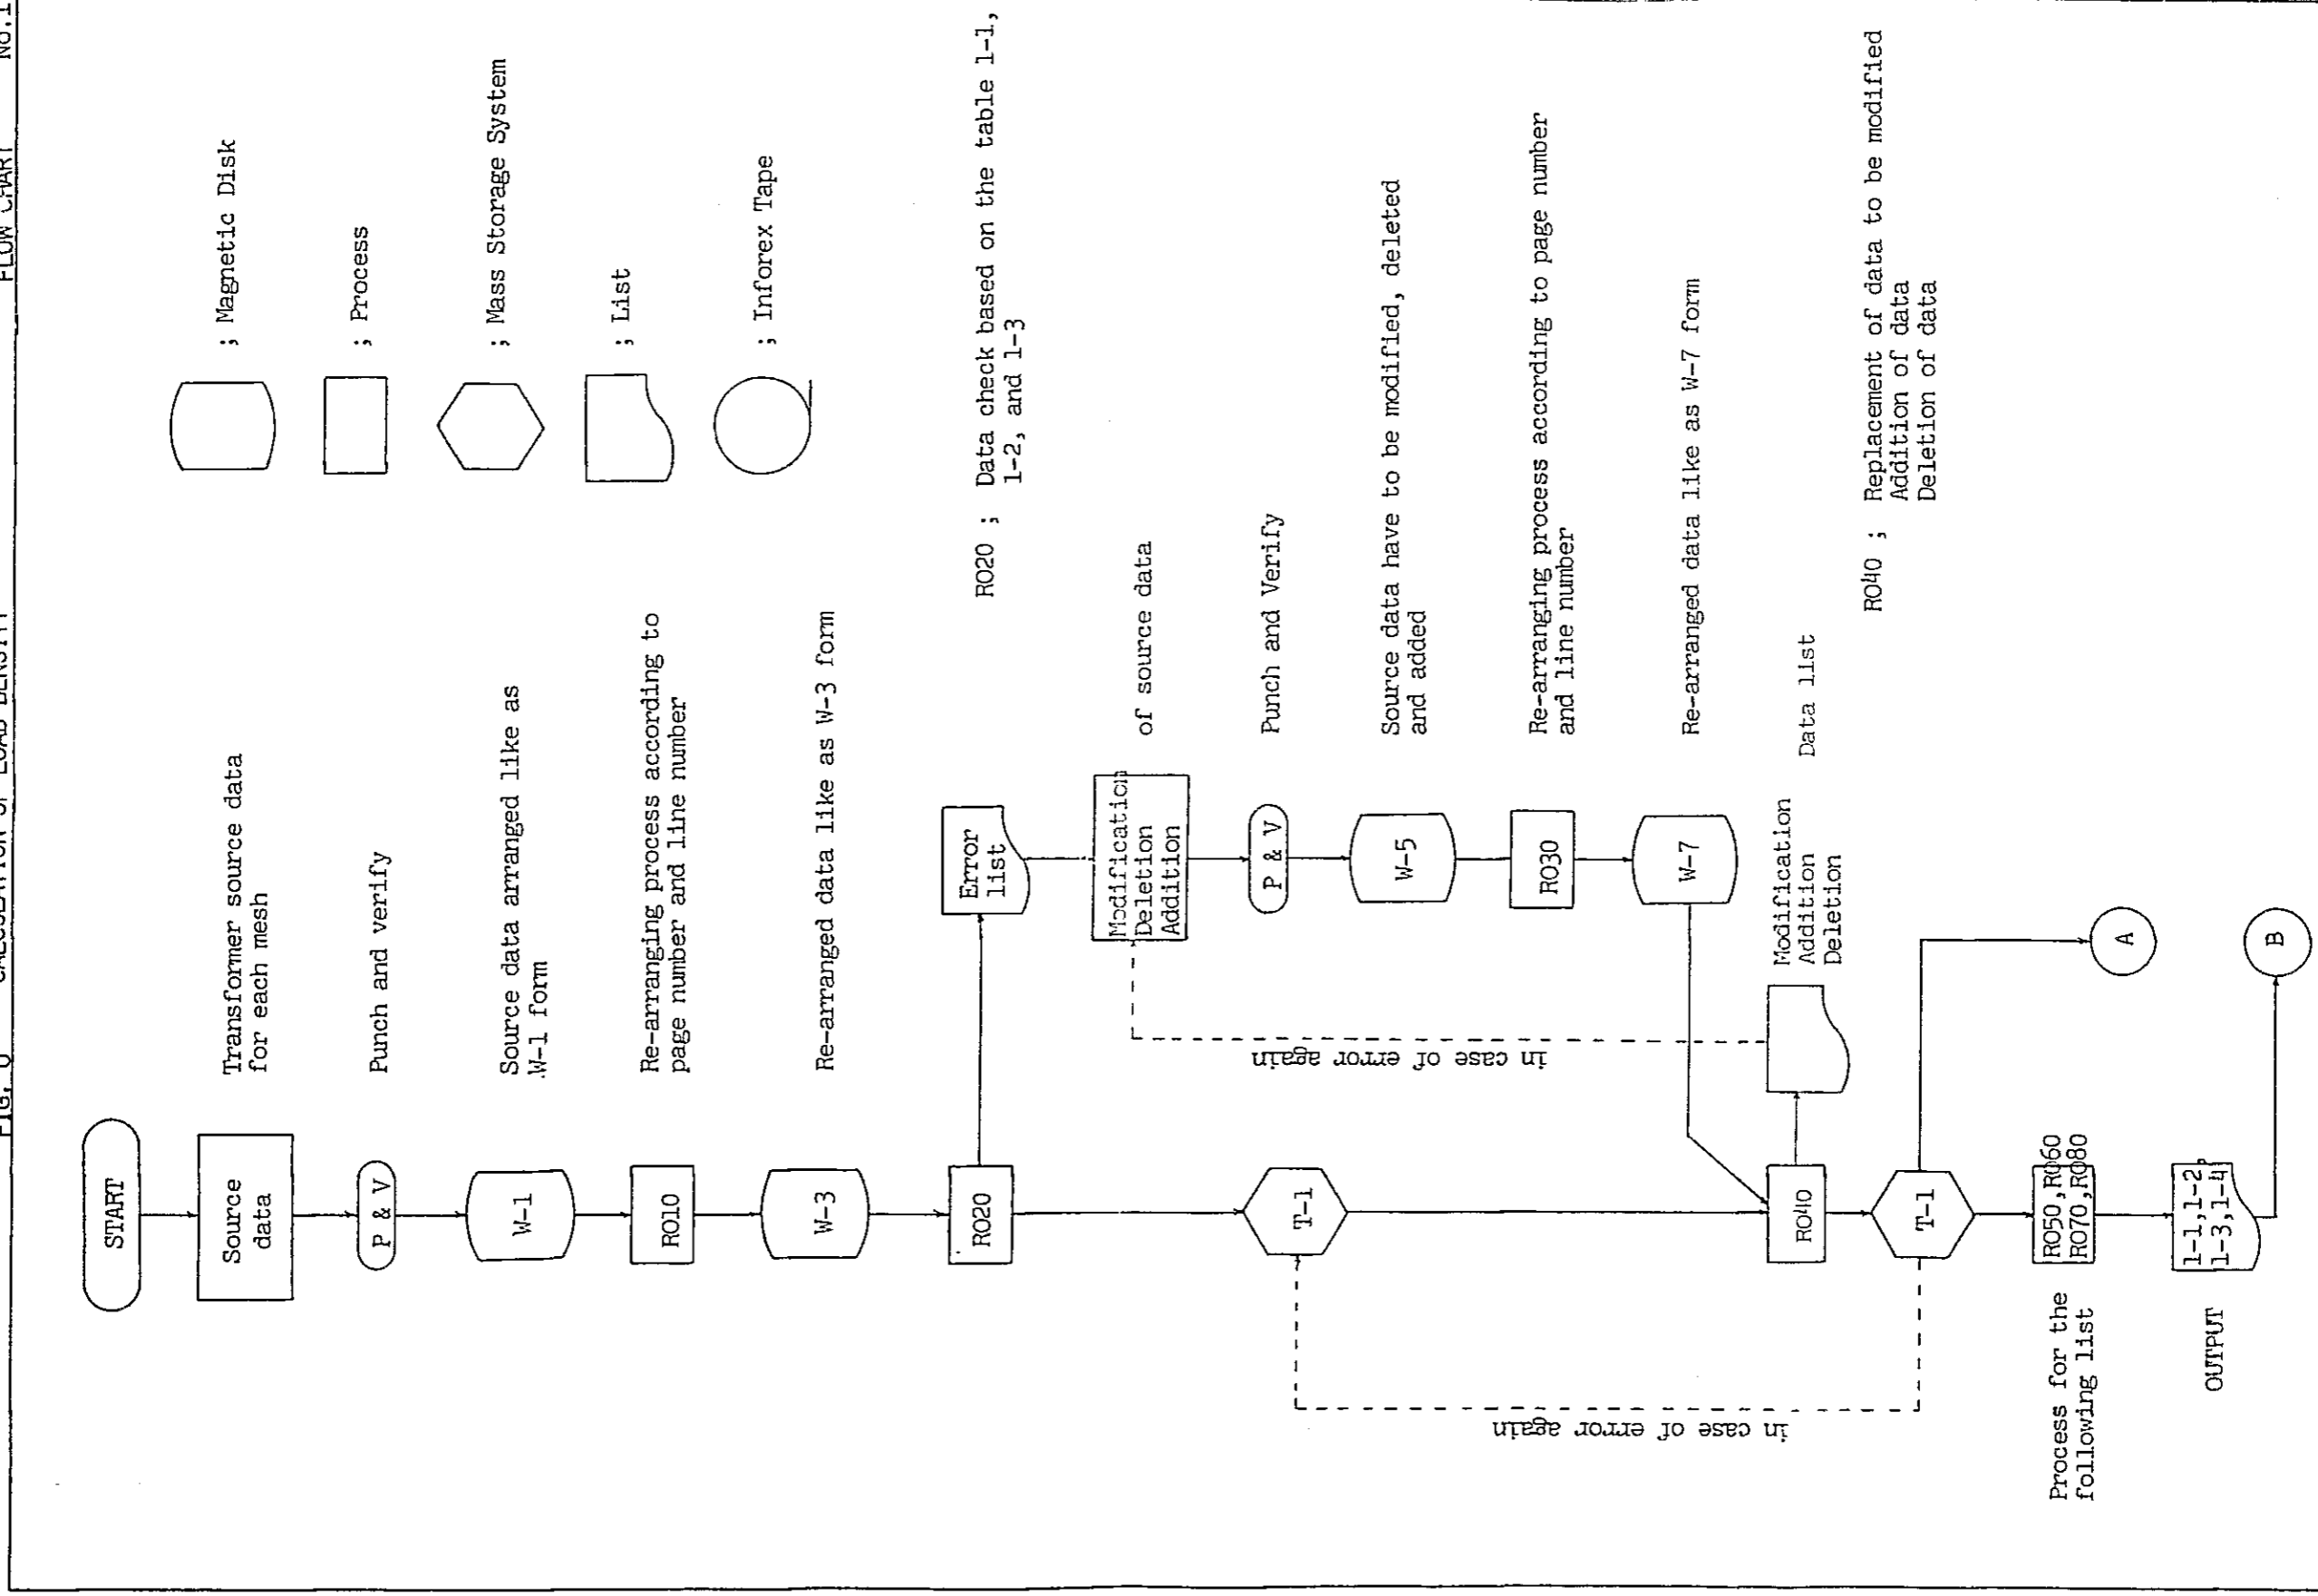 FIG. 6 CALCULATION OF LOAD DENSITY FLOW CHART No.1
START
Source
data
Transformer source data
for each mesh
P & V
Punch and verify
W-1
Source data arranged like as
W-1 form
RO10
Re-arranging process according to
page number and line number
W-3
Re-arranged data like as W-3 form
; Magnetic Disk
; Process
; Mass Storage System
; List
; Inforex Tape
RO20
Error
list
RO20 ; Data check based on the table 1-1,
1-2, and 1-3
Modification
Deletion
Addition
of source data
P & V
Punch and Verify
T-1
W-5
Source data have to be modified, deleted
and added
RO30
Re-arranging process according to page number
and line number
W-7
Re-arranged data like as W-7 form
in case of error again
in case of error again
RO40
Modification
Addition
Deletion
Data list
RO40 ; Replacement of data to be modified
Addition of data
Deletion of data
T-1
A
Process for the
following list
RO50,RO60
RO70,RO80
OUTPUT
1-1,1-2,
1-3,1-4
B